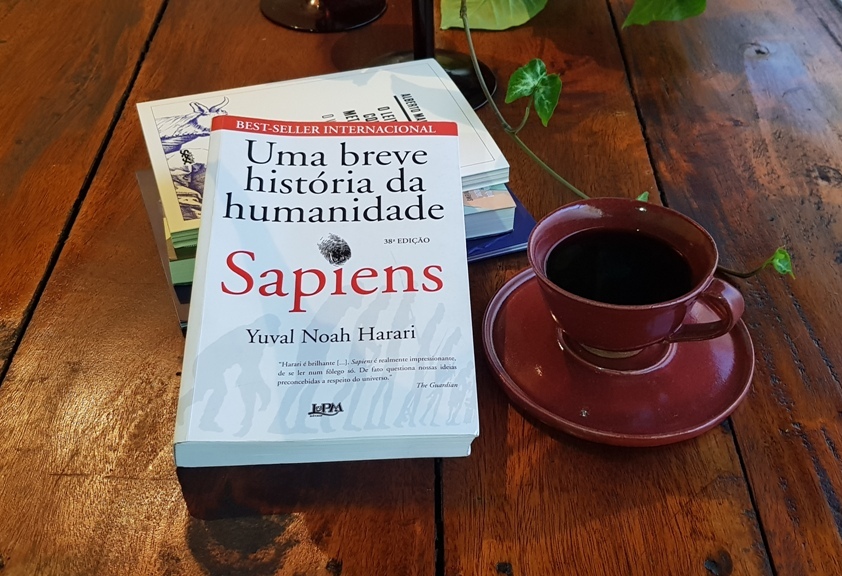 BEST-SELLER INTERNACIONAL
Uma breve
história da
humanidade
38ª EDIÇÃO
Sapiens
Yuval Noah Harari
"Harari é brilhante [...]. Sapiens é realmente impressionante,
de se ler num fôlego só. De fato questiona nossas ideias
preconcebidas a respeito do universo."
The Guardian
L&PM
ALBERTO